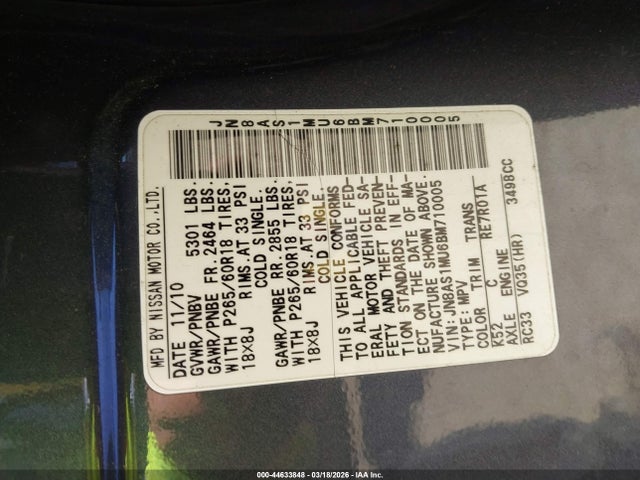 JN8AS1MU6BM710005
MFD BY NISSAN MOTOR CO.,LTD.
DATE 11/10
GVWR/PNBV 5301 LBS.
GAWR/PNBE FR. 2464 LBS.
WITH P265/60R18 TIRES,
18X8J RIMS.AT 33 PSI
COLD SINGLE.
GAWR/PNBE RR. 2855 LBS.
WITH P265/60R18 TIRES,
18X8J RIMS.AT 33 PSI
COLD SINGLE.
THIS VEHICLE CONFORMS
TO ALL APPLICABLE FED-
ERAL MOTOR VEHICLE SA-
FETY AND THEFT PREVEN-
TION STANDARDS IN EFF-
ECT ON THE DATE OF MA-
NUFACTURE SHOWN ABOVE.
VIN:JN8AS1MU6BM710005
TYPE: MPV
COLOR TRIM TRANS
K52 C RE7R01A
AXLE ENGINE
RC33 VQ35(HR) 3498CC
000-44633848 - 03/18/2026 - IAA Inc.